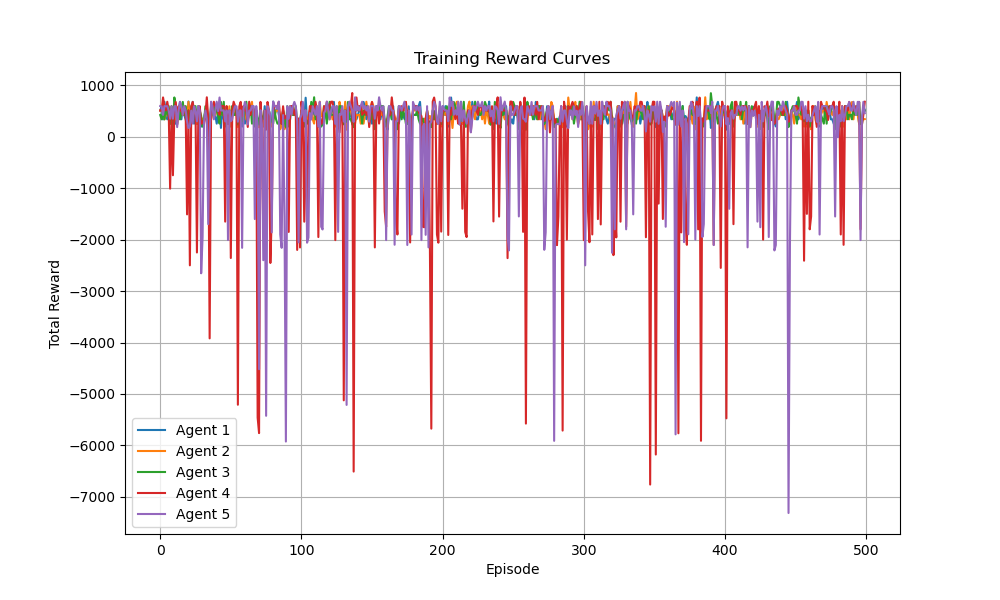 Training Reward Curves
Total Reward
1000
0
−1000
−2000
−3000
−4000
−5000
−6000
−7000
Agent 1
Agent 2
Agent 3
Agent 4
Agent 5
0 100 200 300 400 500
Episode